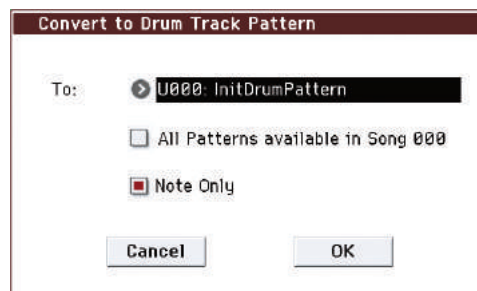 Convert to Drum Track Pattern
To: U000: InitDrumPattern
All Patterns available in Song 000
Note Only
Cancel OK